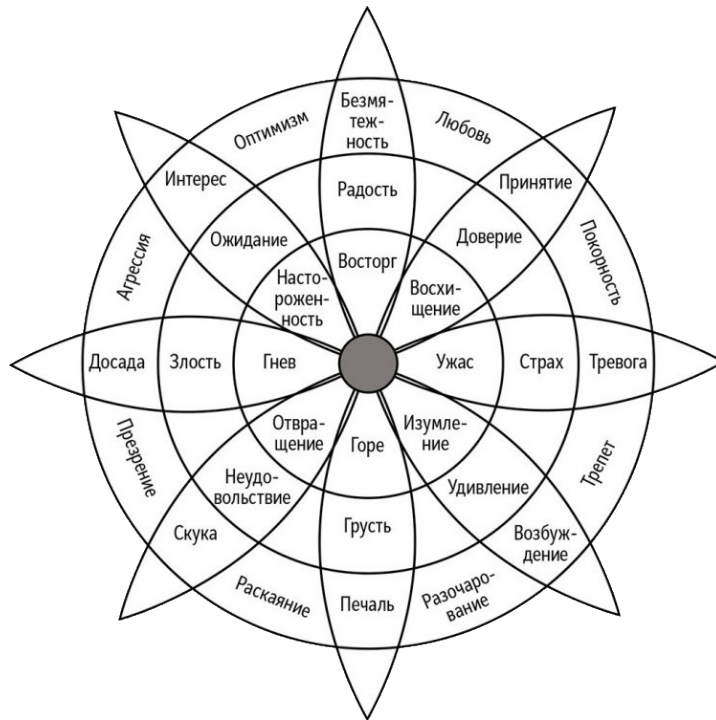 Безмя-
теж-
ность
Оптимизм
Любовь
Интерес
Принятие
Радость
Ожидание
Доверие
Агрессия
Покорность
Восторг
Насто-
рожен-
ность
Восхи-
щение
Досада
Злость
Гнев
Ужас
Страх
Тревога
Отвра-
щение
Горе
Изумле-
ние
Презрение
Трепет
Неудо-
вольствие
Удивление
Скука
Грусть
Возбуж-
дение
Раскаяние
Печаль
Разочаро-
вание